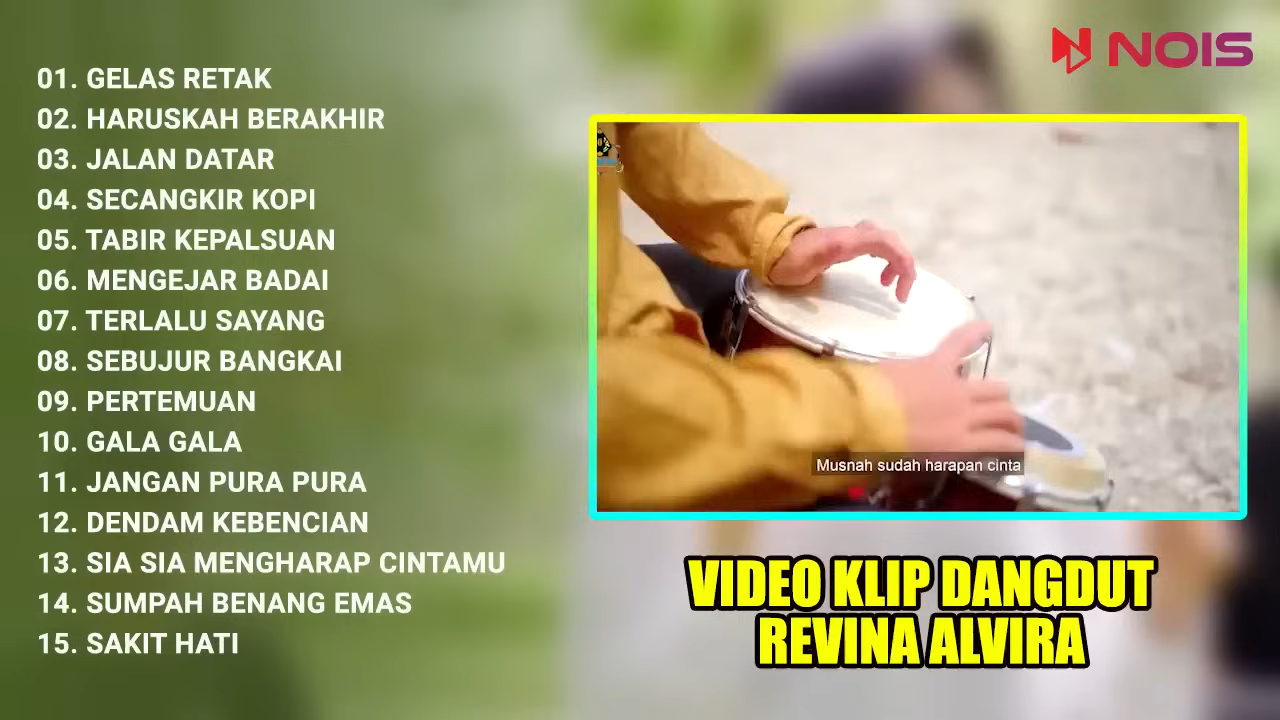 01. GELAS RETAK
02. HARUSKAH BERAKHIR
03. JALAN DATAR
04. SECANGKIR KOPI
05. TABIR KEPALSUAN
06. MENGEJAR BADAI
07. TERLALU SAYANG
08. SEBUJUR BANGKAI
09. PERTEMUAN
10. GALA GALA
11. JANGAN PURA PURA
12. DENDAM KEBENCIAN
13. SIA SIA MENGHARAP CINTAMU
14. SUMPAH BENANG EMAS
15. SAKIT HATI
NOIS
Musnah sudah harapan cinta
VIDEO KLIP DANGDUT
REVINA ALVIRA